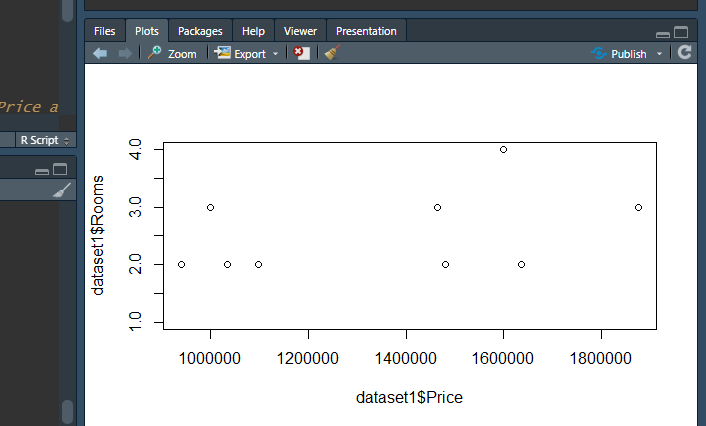 Files Plots Packages Help Viewer Presentation
Zoom Export Publish
Price a
R Script
4.0
3.0
2.0
1.0
dataset1$Rooms
1000000 1200000 1400000 1600000 1800000
dataset1$Price